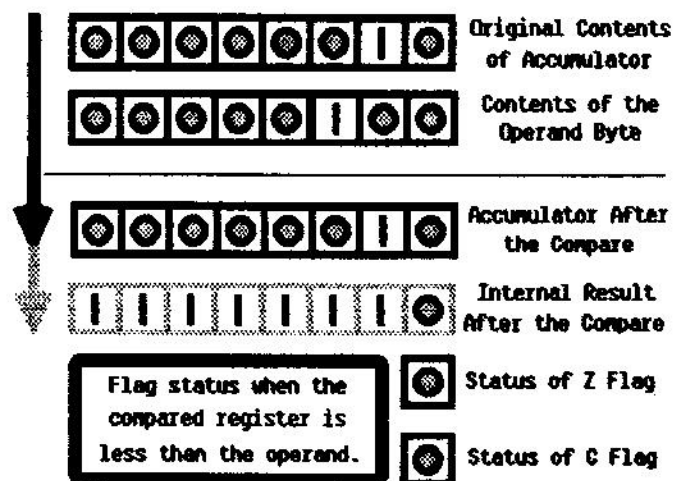 Original Contents
of Accumulator
Contents of the
Operand Byte
Accumulator After
the Compare
Internal Result
After the Compare
Flag status when the
compared register is
less than the operand.
Status of Z Flag
Status of C Flag